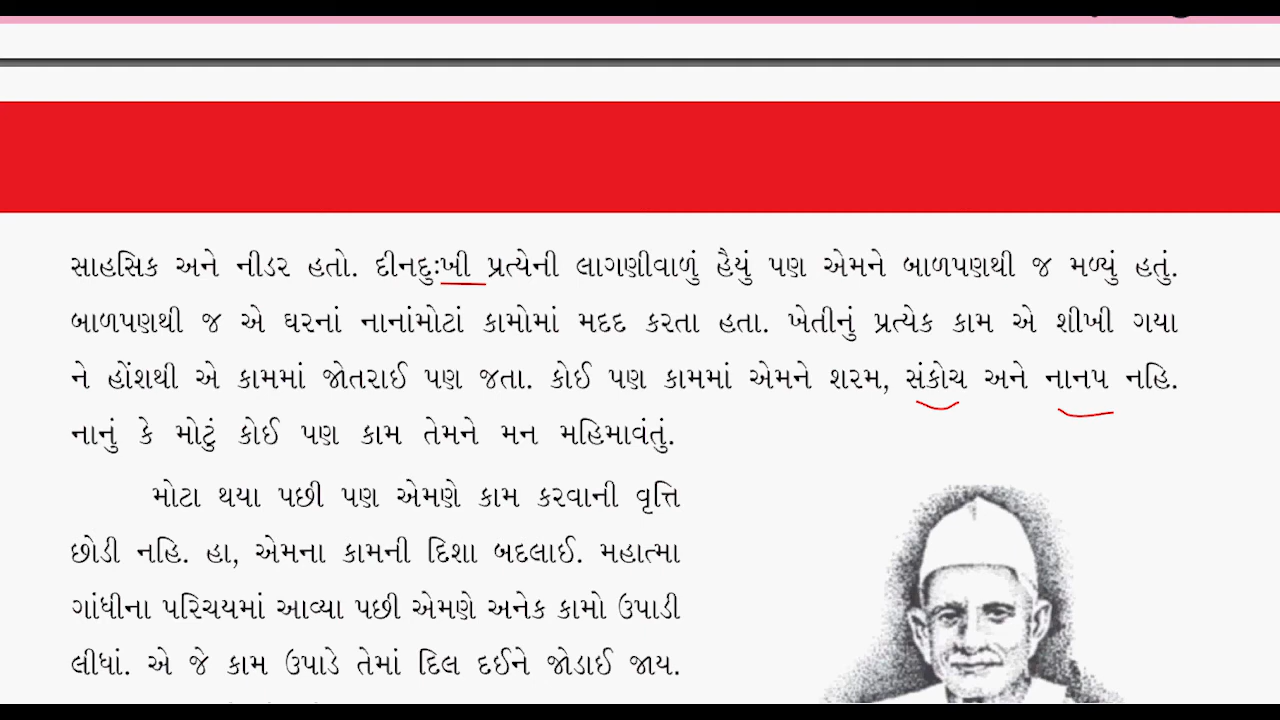 સાહસિક અને નીડર હતો. દીનદુઃખી પ્રત્યેની લાગણીવાળું હૈયું પણ એમને બાળપણથી જ મળ્યું હતું.
બાળપણથી જ એ ઘરનાં નાનાંમોટાં કામોમાં મદદ કરતા હતા. ખેતીનું પ્રત્યેક કામ એ શીખી ગયા
ને હોંશથી એ કામમાં જોતરાઈ પણ જતા. કોઈ પણ કામમાં એમને શરમ, સંકોચ અને નાનપ નહિ.
નાનું કે મોટું કોઈ પણ કામ તેમને મન મહિમાવંતું.
મોટા થયા પછી પણ એમણે કામ કરવાની વૃત્તિ
છોડી નહિ. હા, એમના કામની દિશા બદલાઈ. મહાત્મા
ગાંધીના પરિચયમાં આવ્યા પછી એમણે અનેક કામો ઉપાડી
લીધાં. એ જે કામ ઉપાડે તેમાં દિલ દઈને જોડાઈ જાય.